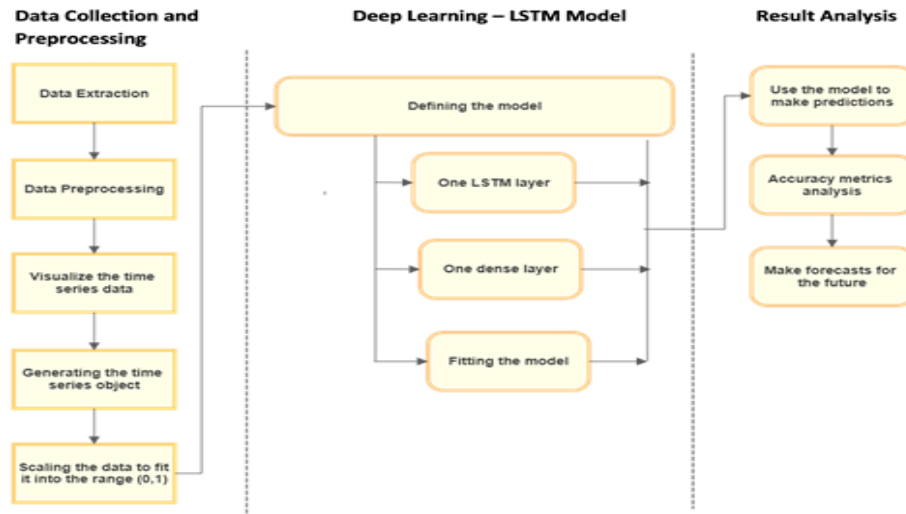 Data Collection and
Preprocessing
Data Extraction
Data Preprocessing
Visualize the time
series data
Generating the time
series object
Scaling the data to fit
it into the range (0,1)
Deep Learning – LSTM Model
Defining the model
One LSTM layer
One dense layer
Fitting the model
Result Analysis
Use the model to
make predictions
Accuracy metrics
analysis
Make forecasts for
the future